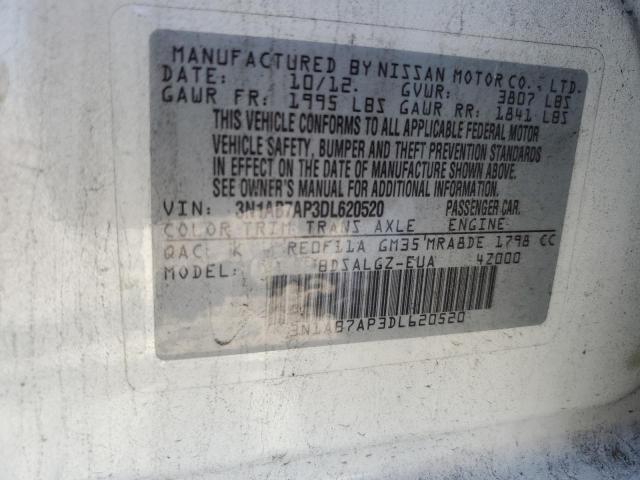 MANUFACTURED BY NISSAN MOTOR CO., LTD.
DATE: 10/12. GVWR: 3807 LBS
GAWR FR: 1995 LBS GAWR RR: 1841 LBS
THIS VEHICLE CONFORMS TO ALL APPLICABLE FEDERAL MOTOR
VEHICLE SAFETY, BUMPER AND THEFT PREVENTION STANDARDS
IN EFFECT ON THE DATE OF MANUFACTURE SHOWN ABOVE.
SEE OWNER'S MANUAL FOR ADDITIONAL INFORMATION.
VIN: 3N1AB7AP3DL620520 PASSENGER CAR.
COLOR TRIM TRANS AXLE ENGINE
QAC K RE0F11A GM35 MRA8DE 1798 CC
MODEL: BDSALGZ-EUA 4Z000
3N1AB7AP3DL620520